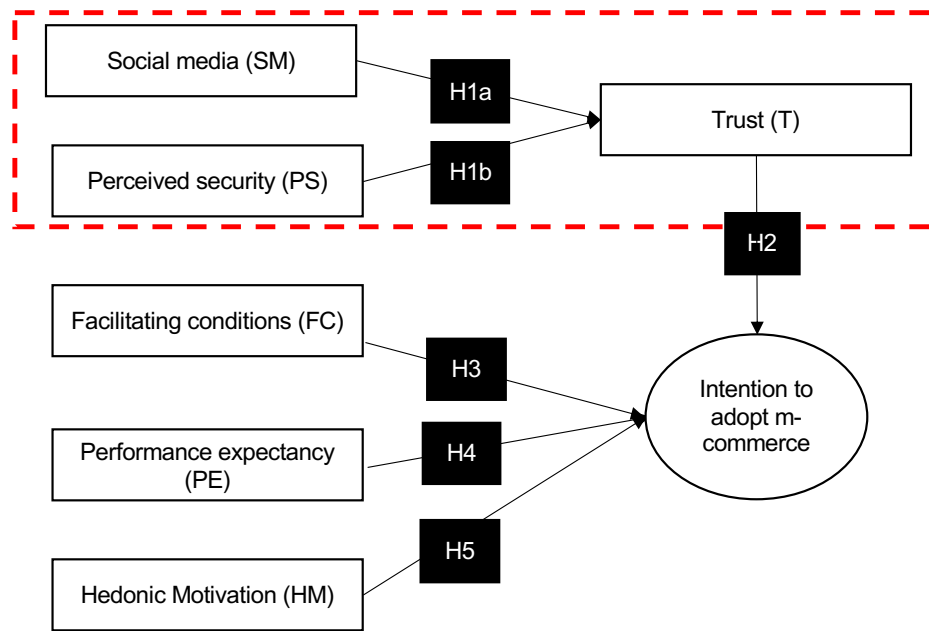 Social media (SM)
H1a
Trust (T)
H1b
Perceived security (PS)
H2
Facilitating conditions (FC)
H3
Intention to
adopt m-
commerce
Performance expectancy
(PE)
H4
H5
Hedonic Motivation (HM)